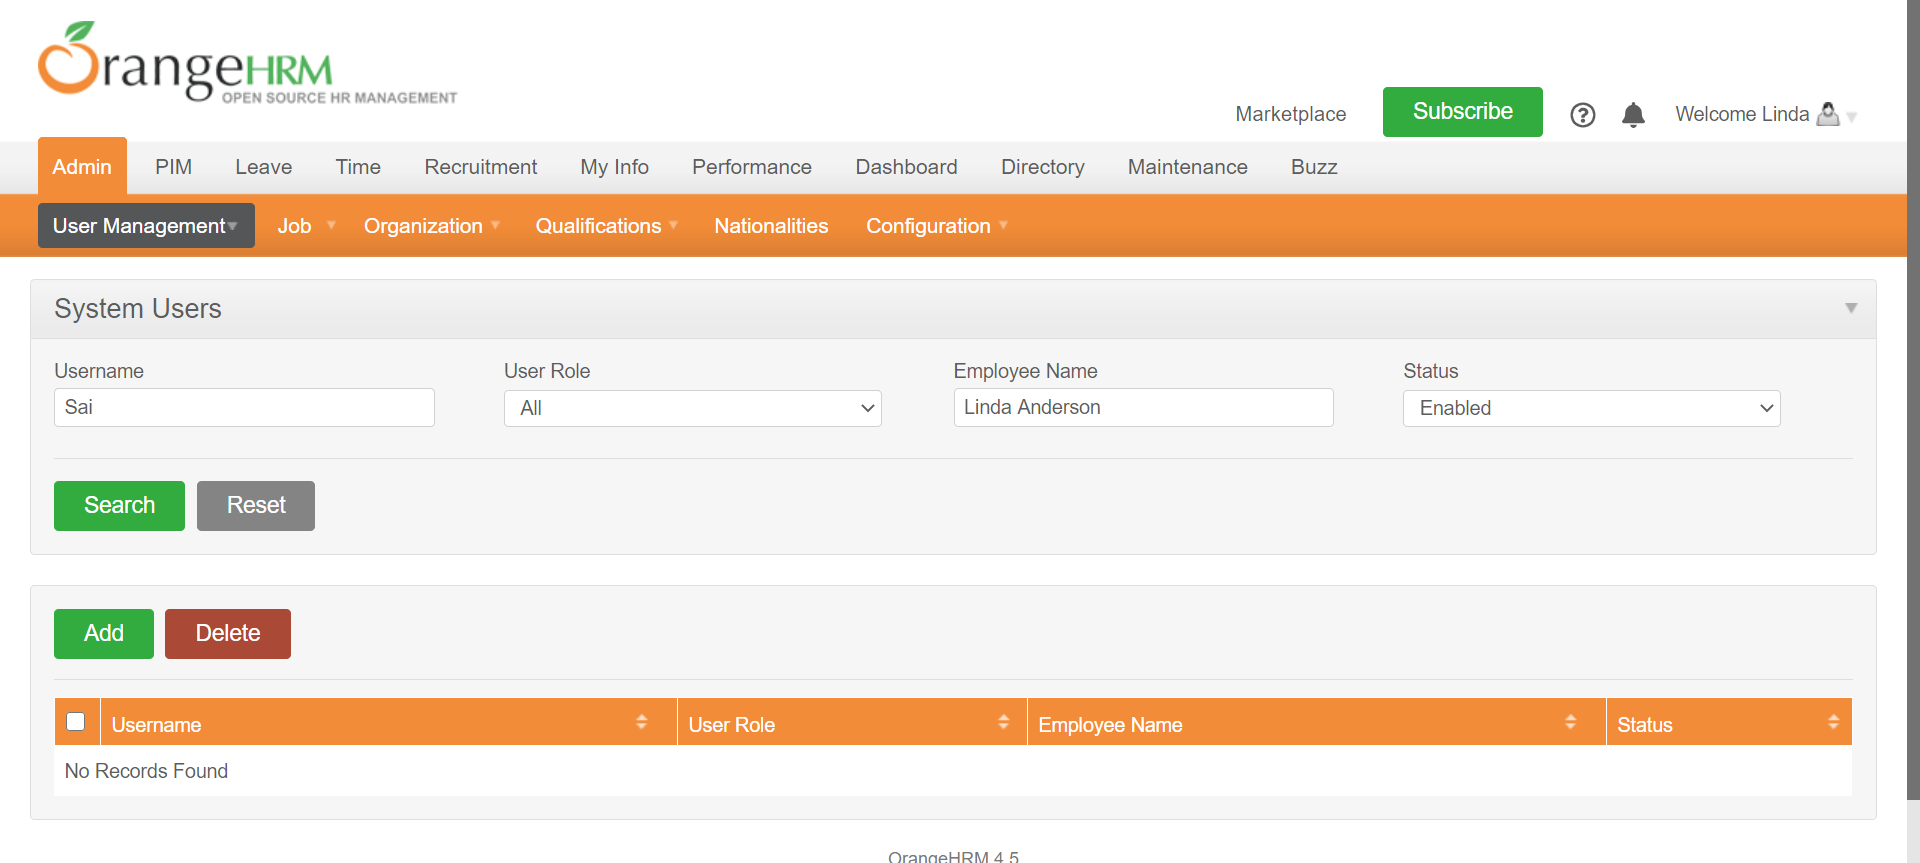 OrangeHRM
OPEN SOURCE HR MANAGEMENT
Marketplace Subscribe Welcome Linda
Admin PIM Leave Time Recruitment My Info Performance Dashboard Directory Maintenance Buzz
User Management Job Organization Qualifications Nationalities Configuration
System Users
Username User Role Employee Name Status
Sai All Linda Anderson Enabled
Search Reset
Add Delete
Username User Role Employee Name Status
No Records Found
OrangeHRM 4.5